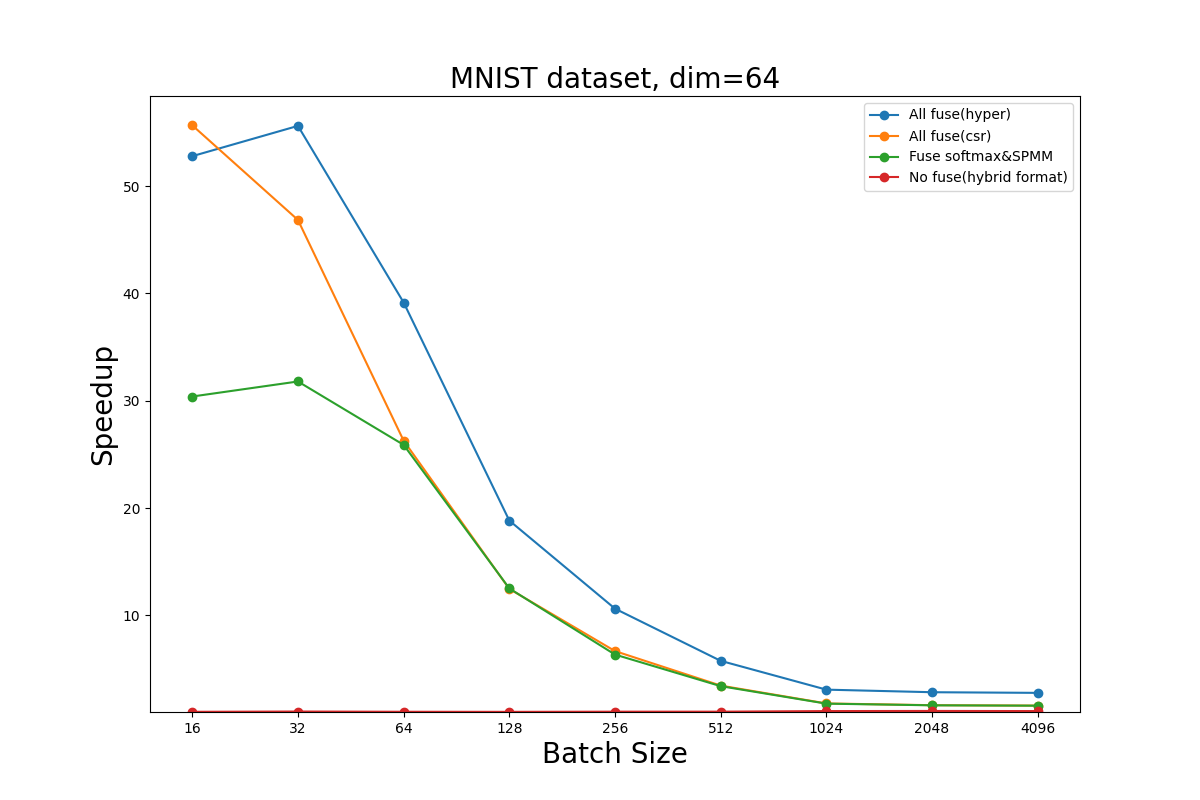 MNIST dataset, dim=64
All fuse(hyper)
All fuse(csr)
Fuse softmax&SPMM
No fuse(hybrid format)
Speedup
50
40
30
20
10
16 32 64 128 256 512 1024 2048 4096
Batch Size